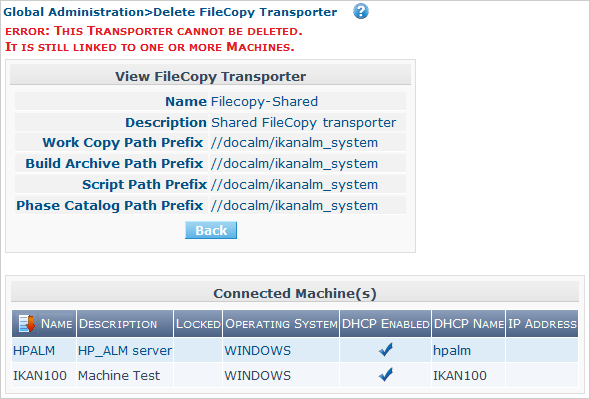 Global Administration>Delete FileCopy Transporter ?
ERROR: THIS TRANSPORTER CANNOT BE DELETED.
IT IS STILL LINKED TO ONE OR MORE MACHINES.
View FileCopy Transporter
Name Filecopy-Shared
Description Shared FileCopy transporter
Work Copy Path Prefix //docalm/ikanalm_system
Build Archive Path Prefix //docalm/ikanalm_system
Script Path Prefix //docalm/ikanalm_system
Phase Catalog Path Prefix //docalm/ikanalm_system
Back
Connected Machine(s)
NAME DESCRIPTION LOCKED OPERATING SYSTEM DHCP ENABLED DHCP NAME IP ADDRESS
HPALM HP_ALM server WINDOWS hpalm
IKAN100 Machine Test WINDOWS IKAN100